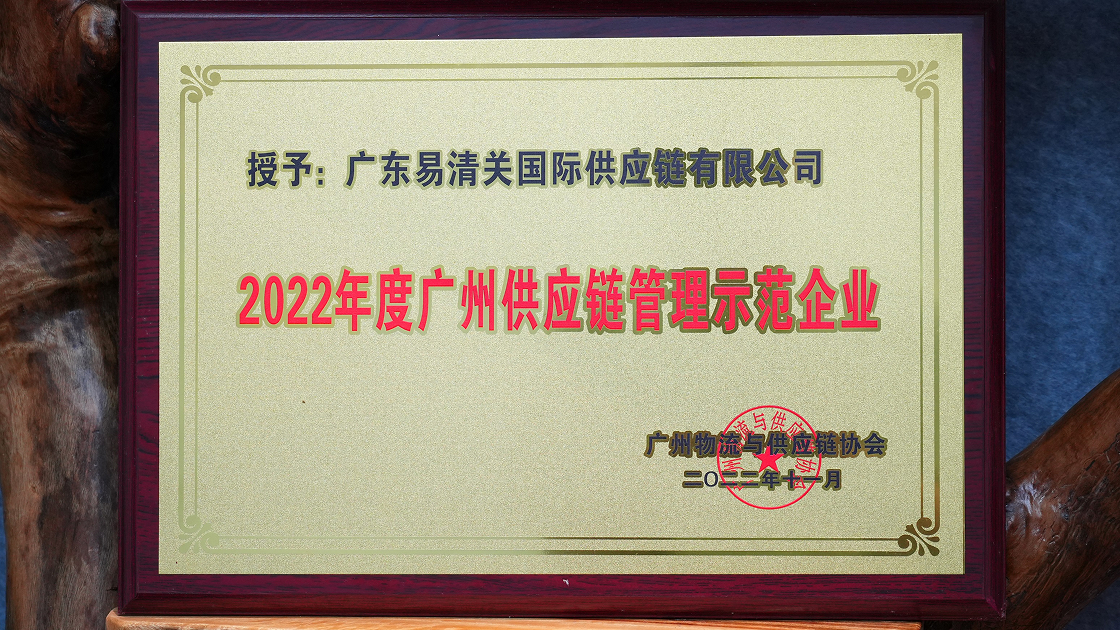 授予：广东易清关国际供应链有限公司
2022年度广州供应链管理示范企业
广州物流与供应链协会
二〇二二年十一月